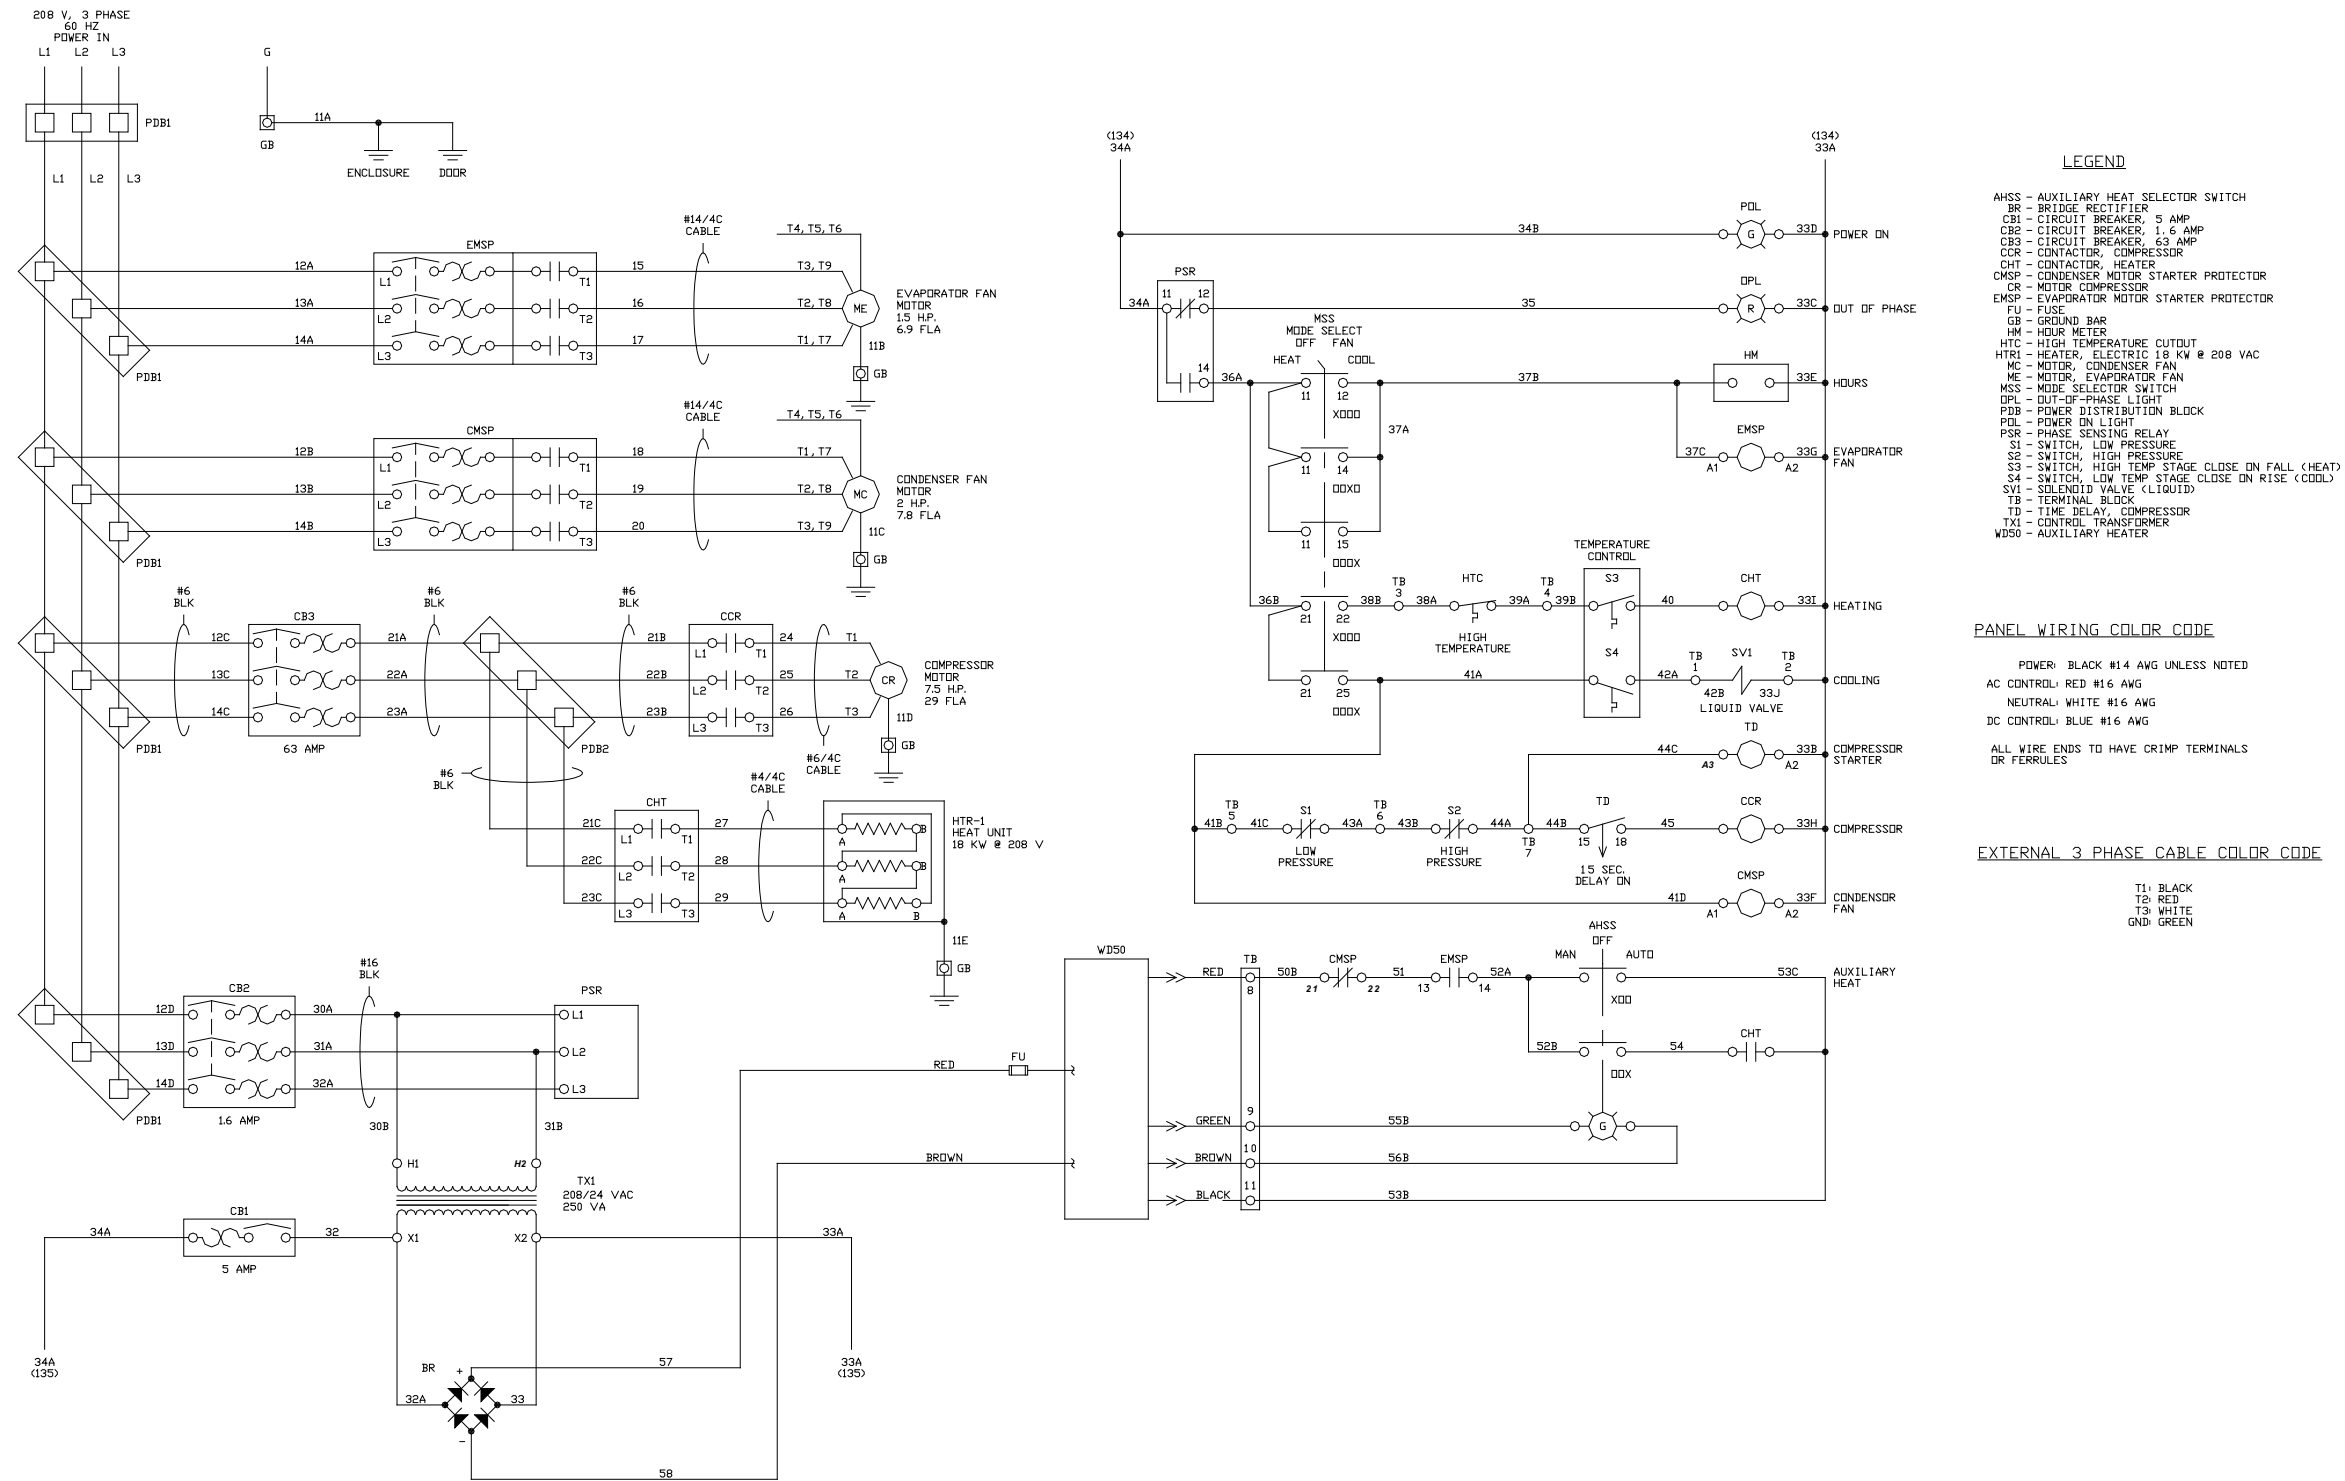 208 V, 3 PHASE
60 HZ
POWER IN
L1 L2 L3
G
PDB1
11A
GB
ENCLOSURE DOOR
L1 L2 L3
#14/4C
CABLE
T4, T5, T6
EMSP
12A L1 T1 15 T3, T9
13A L2 T2 16 T2, T8 ME
14A L3 T3 17 T1, T7
EVAPORATOR FAN
MOTOR
1.5 H.P.
6.9 FLA
11B
GB
PDB1
#14/4C
CABLE
T4, T5, T6
CMSP
12B L1 T1 18 T1, T7
13B L2 T2 19 T2, T8 MC
14B L3 T3 20 T3, T9
CONDENSER FAN
MOTOR
2 H.P.
7.8 FLA
11C
GB
PDB1
#6
BLK
#6
BLK
#6
BLK
CB3
CCR
12C 21A 21B L1 T1 24 T1
13C 22A 22B L2 T2 25 T2 CR
14C 23A 23B L3 T3 26 T3
COMPRESSOR
MOTOR
7.5 H.P.
29 FLA
11D
GB
PDB1
63 AMP
PDB2
#6/4C
CABLE
#6
BLK
#4/4C
CABLE
CHT
21C L1 T1 27 A B
22C L2 T2 28 A B
23C L3 T3 29 A B
HTR-1
HEAT UNIT
18 KW @ 208 V
11E
GB
#16
BLK
CB2
PSR
12D 30A L1
13D 31A L2
14D 32A L3
PDB1
1.6 AMP
30B 31B
H1 H2
TX1
208/24 VAC
250 VA
CB1
34A 32 X1 X2 33A
5 AMP
34A
(135)
33A
(135)
BR
+
57
32A 33
-
58
RED FU
BROWN
(134)
34A
(134)
33A
POL
34B G 33D POWER ON
PSR
OPL
34A 11 12 35 R 33C OUT OF PHASE
MSS
MODE SELECT
OFF FAN
HEAT COOL
HM
14 36A 11 12 37B 33E HOURS
XOOO
37A
EMSP
11 14 37C A1 A2 33G EVAPORATOR
FAN
OOXO
11 15
OOOX
TEMPERATURE
CONTROL
36B 21 22 38B TB 3 38A HTC 39A TB 4 39B S3 40 CHT 33I HEATING
XOOO
HIGH
TEMPERATURE
21 25 41A S4 42A TB 1 42B SV1 33J TB 2 COOLING
OOOX
LIQUID VALVE
TD
44C A3 A2 33B COMPRESSOR
STARTER
41B TB 5 41C S1 43A TB 6 43B S2 44A TB 7 44B TD 15 18 45 CCR 33H COMPRESSOR
LOW
PRESSURE
HIGH
PRESSURE
15 SEC.
DELAY ON
CMSP
41D A1 A2 33F CONDENSOR
FAN
AHSS
OFF
MAN AUTO
WD50
RED TB 8 50B CMSP 21 22 51 EMSP 13 14 52A 53C AUXILIARY
HEAT
XOO
52B 54 CHT
OOX
GREEN 9 55B G
BROWN 10 56B
BLACK 11 53B
LEGEND
AHSS - AUXILIARY HEAT SELECTOR SWITCH
BR - BRIDGE RECTIFIER
CB1 - CIRCUIT BREAKER, 5 AMP
CB2 - CIRCUIT BREAKER, 1.6 AMP
CB3 - CIRCUIT BREAKER, 63 AMP
CCR - CONTACTOR, COMPRESSOR
CHT - CONTACTOR, HEATER
CMSP - CONDENSER MOTOR STARTER PROTECTOR
CR - MOTOR COMPRESSOR
EMSP - EVAPORATOR MOTOR STARTER PROTECTOR
FU - FUSE
GB - GROUND BAR
HM - HOUR METER
HTC - HIGH TEMPERATURE CUTOUT
HTR1 - HEATER, ELECTRIC 18 KW @ 208 VAC
MC - MOTOR, CONDENSER FAN
ME - MOTOR, EVAPORATOR FAN
MSS - MODE SELECTOR SWITCH
OPL - OUT-OF-PHASE LIGHT
PDB - POWER DISTRIBUTION BLOCK
POL - POWER ON LIGHT
PSR - PHASE SENSING RELAY
S1 - SWITCH, LOW PRESSURE
S2 - SWITCH, HIGH PRESSURE
S3 - SWITCH, HIGH TEMP STAGE CLOSE ON FALL (HEAT)
S4 - SWITCH, LOW TEMP STAGE CLOSE ON RISE (COOL)
SV1 - SOLENOID VALVE (LIQUID)
TB - TERMINAL BLOCK
TD - TIME DELAY, COMPRESSOR
TX1 - CONTROL TRANSFORMER
WD50 - AUXILIARY HEATER
PANEL WIRING COLOR CODE
POWER: BLACK #14 AWG UNLESS NOTED
AC CONTROL: RED #16 AWG
NEUTRAL: WHITE #16 AWG
DC CONTROL: BLUE #16 AWG
ALL WIRE ENDS TO HAVE CRIMP TERMINALS
OR FERRULES
EXTERNAL 3 PHASE CABLE COLOR CODE
T1: BLACK
T2: RED
T3: WHITE
GND: GREEN